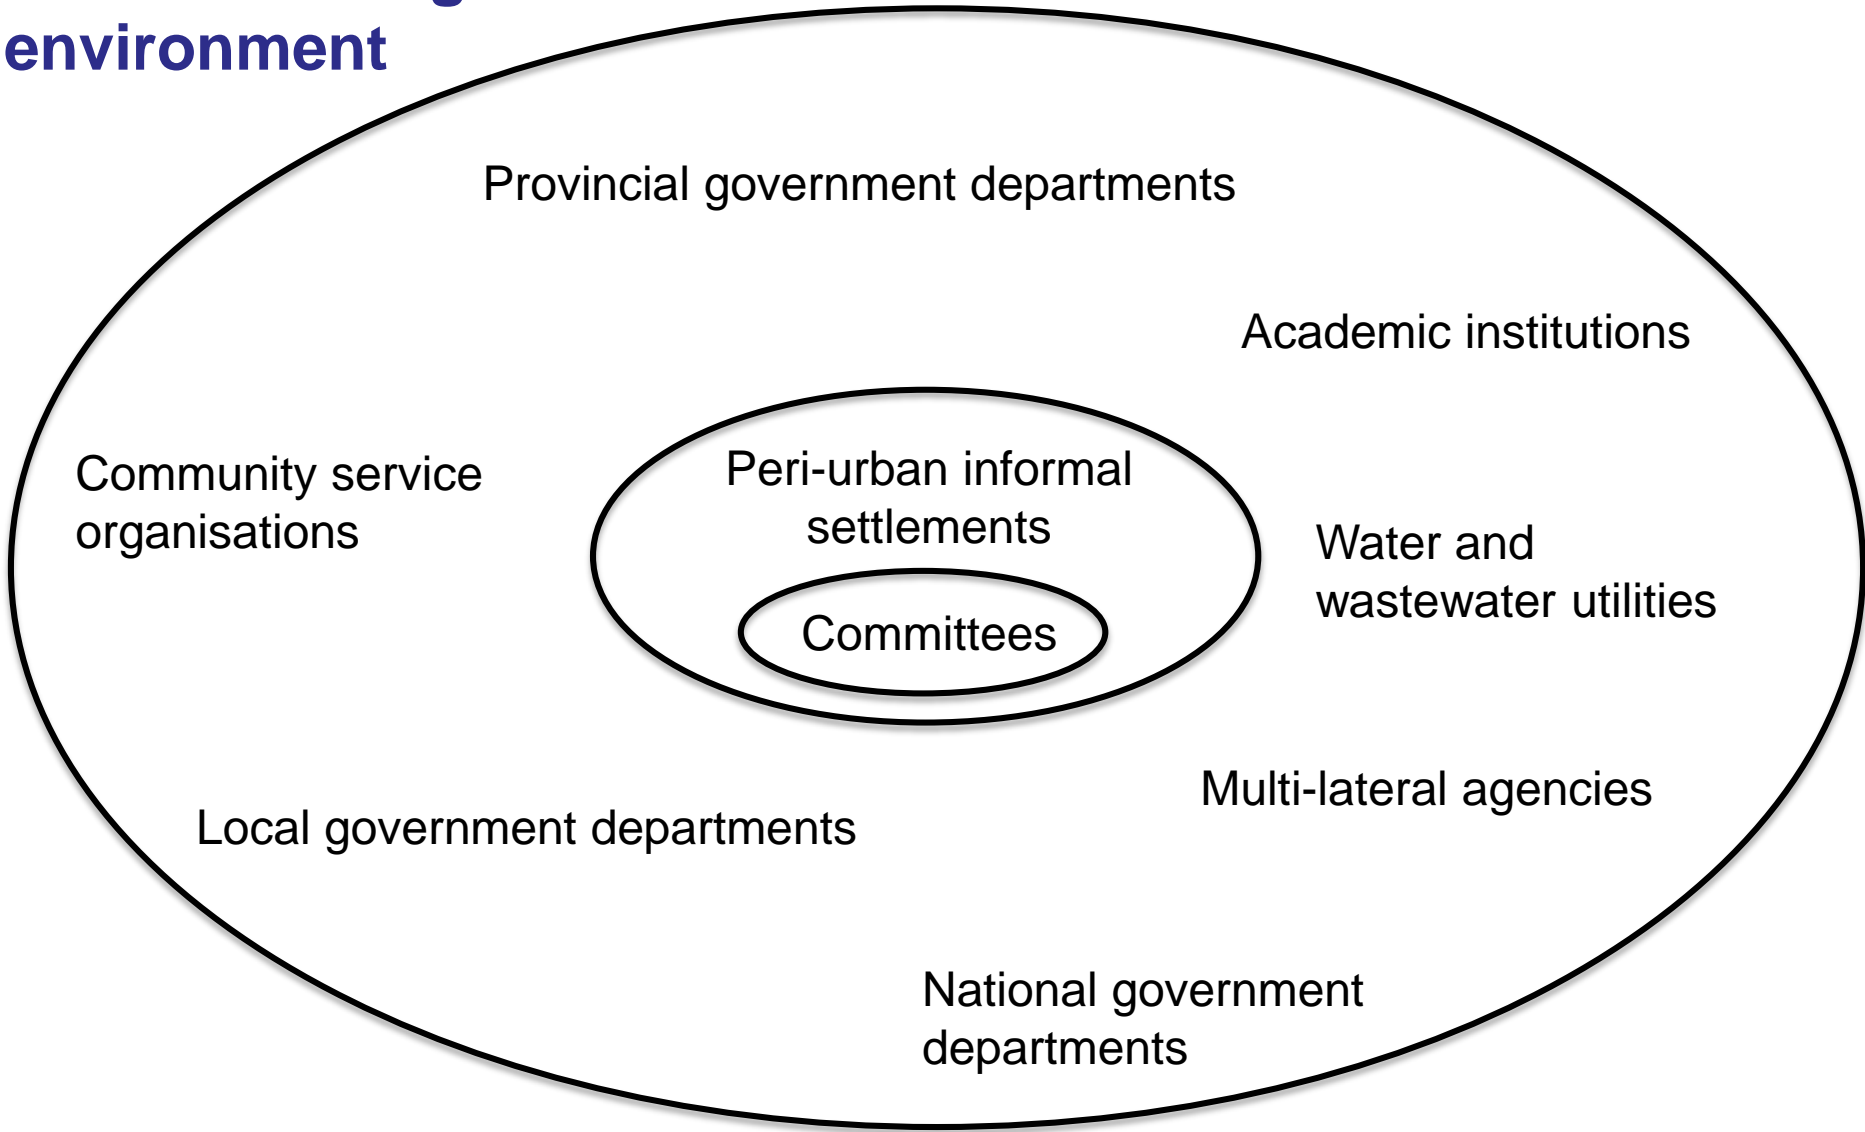 environment
Provincial government departments
Academic institutions
Community service
organisations
Peri-urban informal
settlements
Committees
Water and
wastewater utilities
Multi-lateral agencies
Local government departments
National government
departments